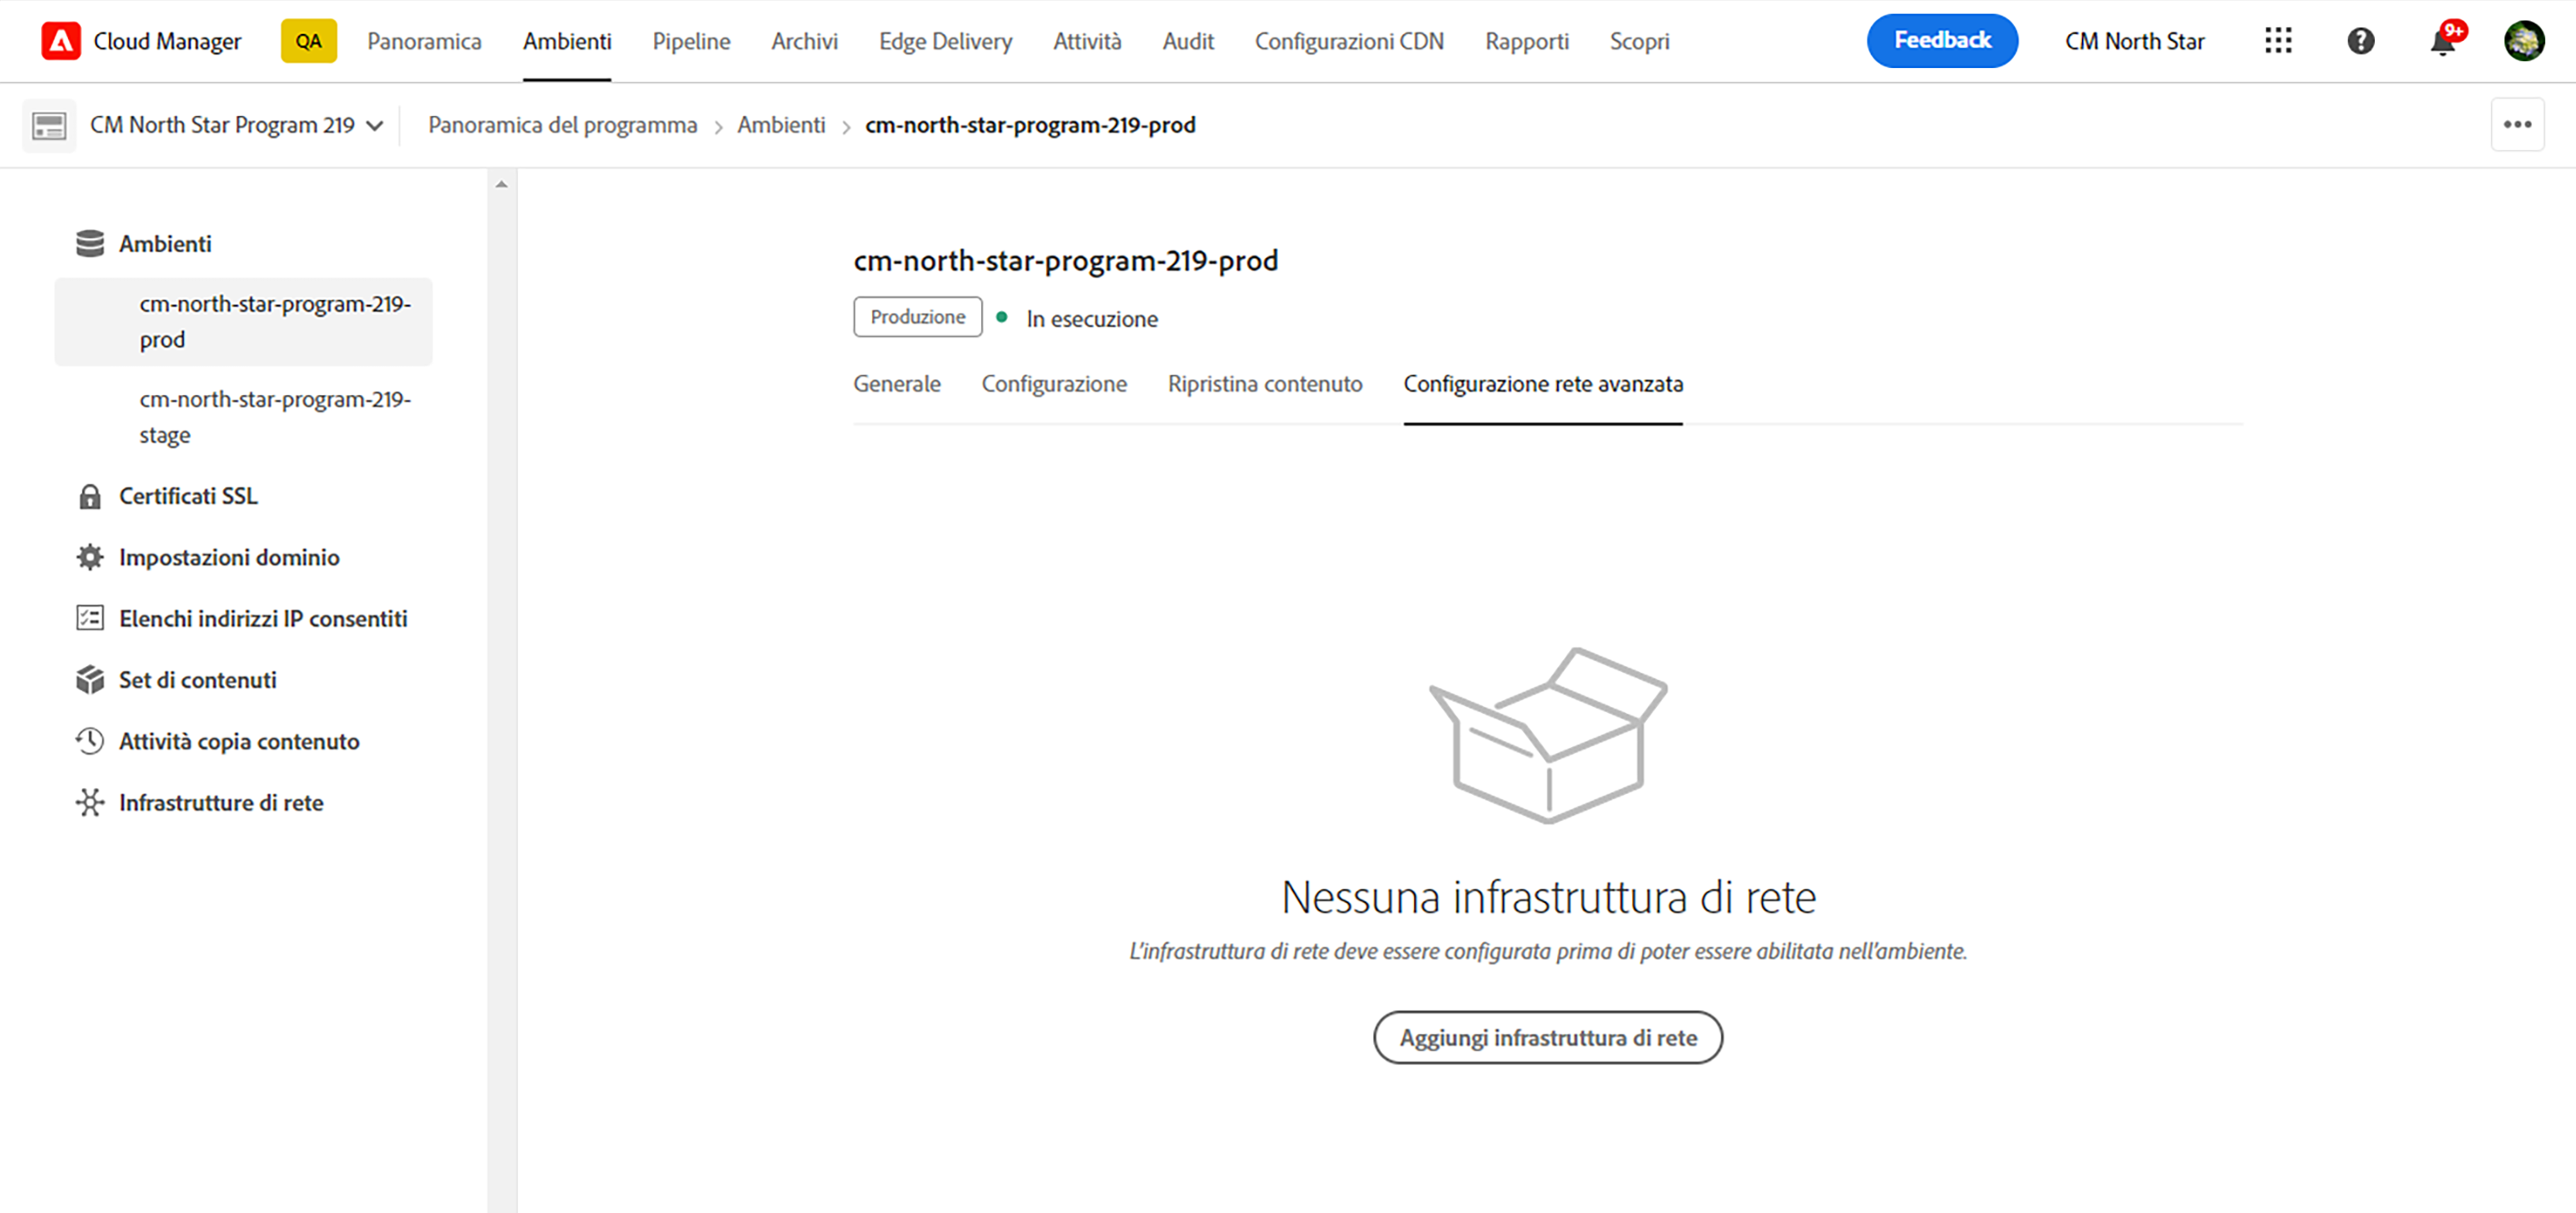 Cloud Manager QA Panoramica Ambienti Pipeline Archivi Edge Delivery Attività Audit Configurazioni CDN Rapporti Scopri Feedback CM North Star 9+
CM North Star Program 219 Panoramica del programma > Ambienti > cm-north-star-program-219-prod
Ambienti
cm-north-star-program-219-
prod
cm-north-star-program-219-
stage
Certificati SSL
Impostazioni dominio
Elenchi indirizzi IP consentiti
Set di contenuti
Attività copia contenuto
Infrastrutture di rete
cm-north-star-program-219-prod
Produzione In esecuzione
Generale Configurazione Ripristina contenuto Configurazione rete avanzata
Nessuna infrastruttura di rete
L'infrastruttura di rete deve essere configurata prima di poter essere abilitata nell'ambiente.
Aggiungi infrastruttura di rete